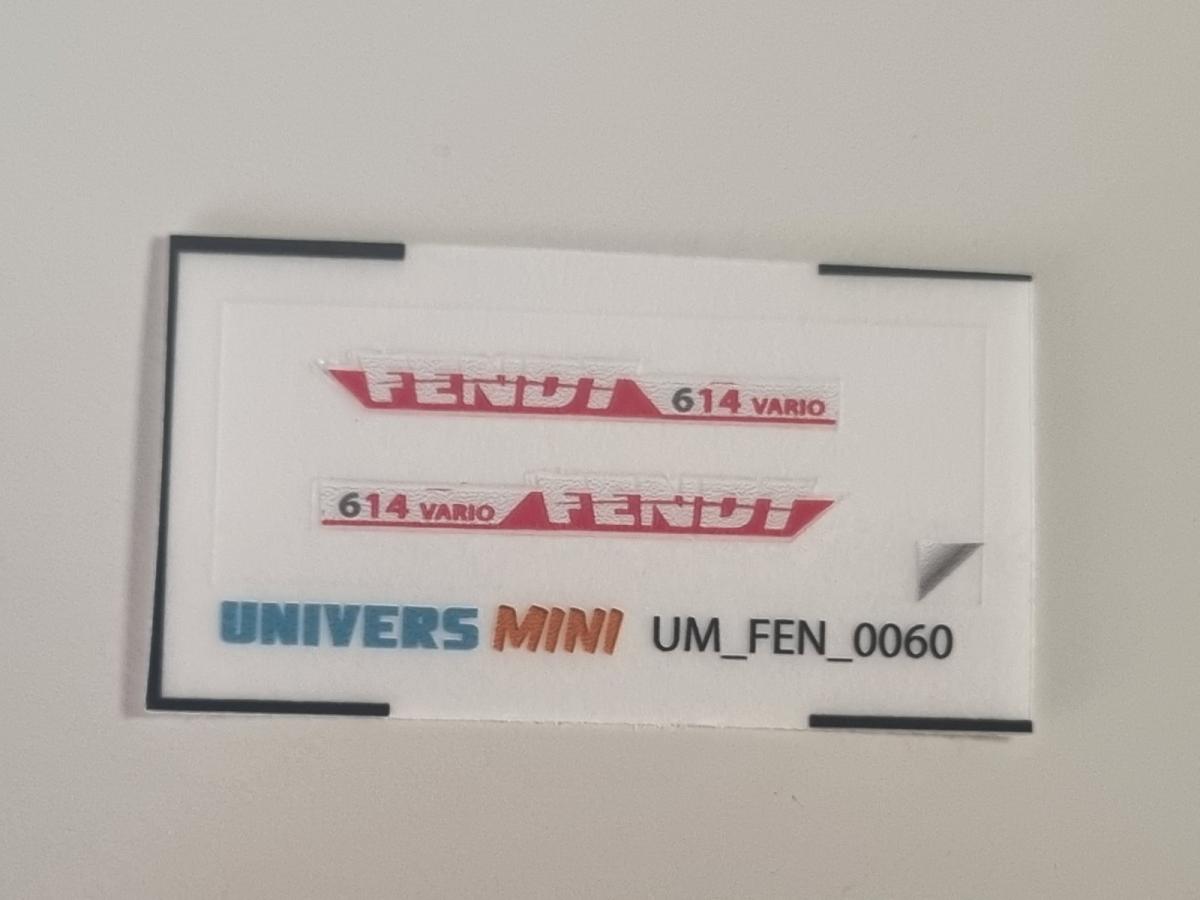 FENDT 614 VARIO
614 VARIO FENDT
UNIVERS MINI UM_FEN_0060